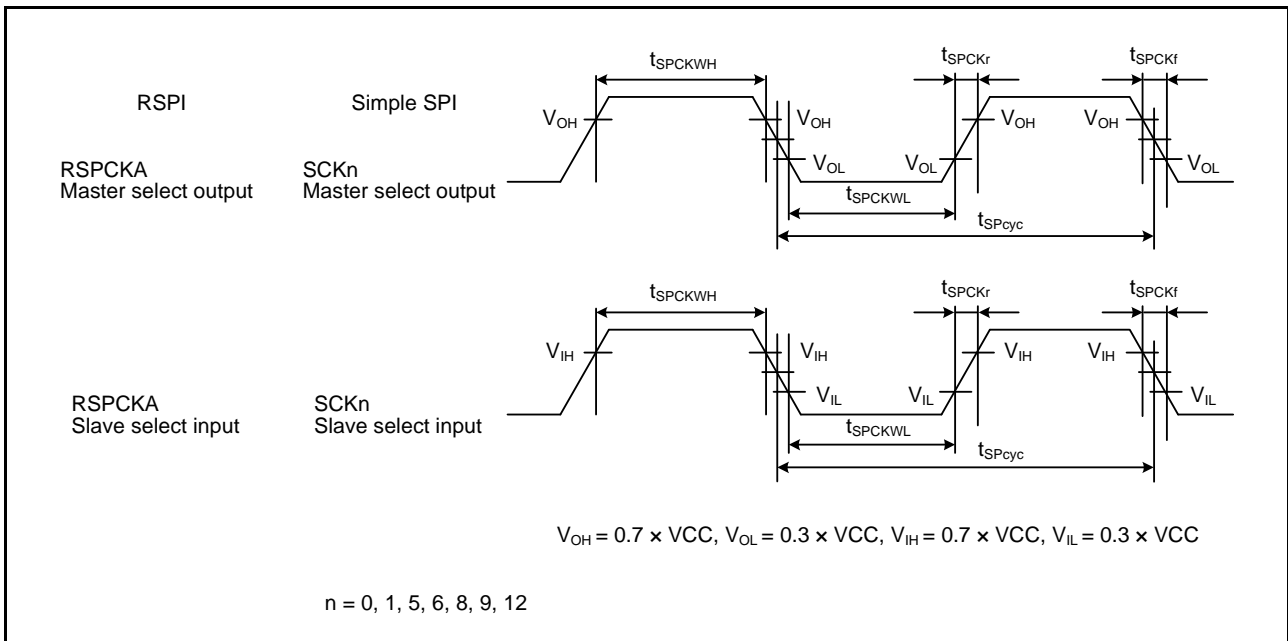 tSPCKWH
tSPCKr
tSPCKf
RSPI
Simple SPI
VOH
VOH
VOH
VOH
RSPCKA
Master select output
SCKn
Master select output
VOL
VOL
VOL
tSPCKWL
tSPcyc
tSPCKWH
tSPCKr
tSPCKf
VIH
VIH
VIH
VIH
RSPCKA
Slave select input
SCKn
Slave select input
VIL
VIL
VIL
tSPCKWL
tSPcyc
VOH = 0.7 × VCC, VOL = 0.3 × VCC, VIH = 0.7 × VCC, VIL = 0.3 × VCC
n = 0, 1, 5, 6, 8, 9, 12